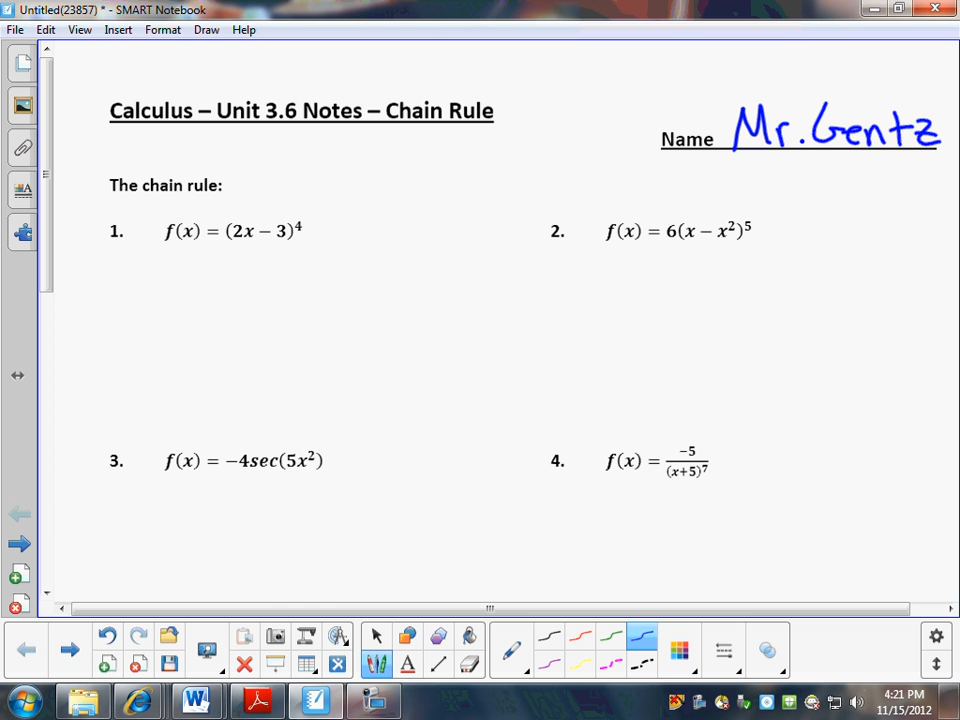 Untitled(23857) * - SMART Notebook
File Edit View Insert Format Draw Help
Calculus – Unit 3.6 Notes – Chain Rule
Name Mr. Gentz
The chain rule:
1. f(x) = (2x − 3)⁴
2. f(x) = 6(x − x²)⁵
3. f(x) = −4sec(5x²)
4. f(x) = −5/(x+5)⁷
4:21 PM
11/15/2012